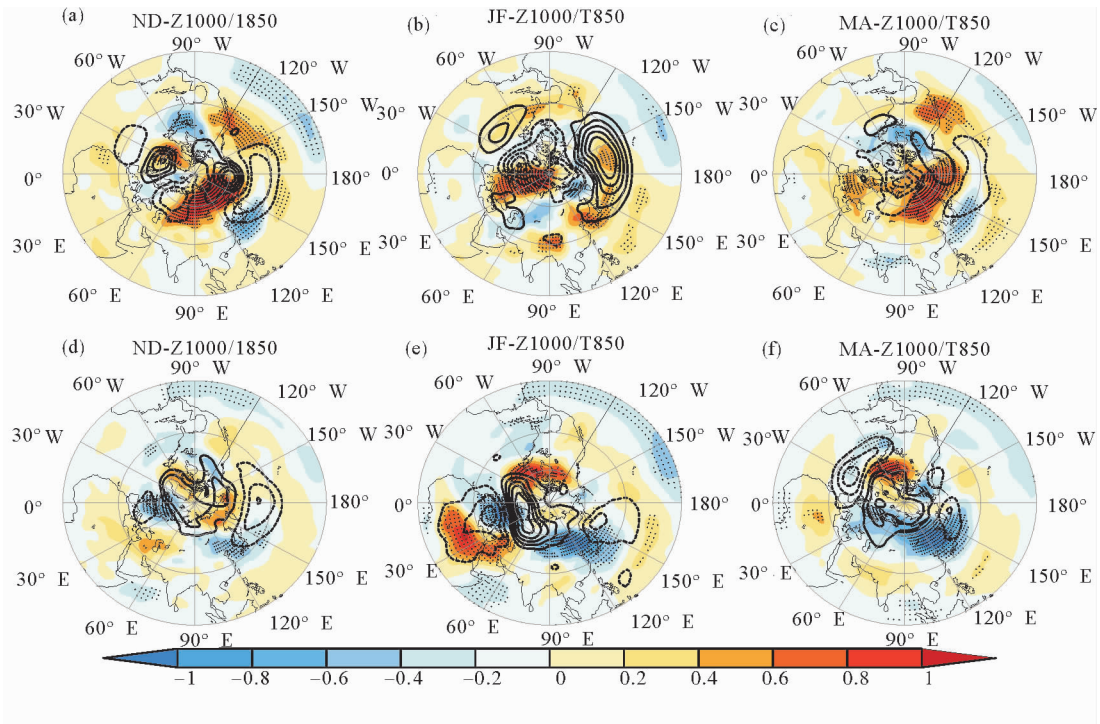 (a) ND-Z1000/1850
(b) JF-Z1000/T850
(c) MA-Z1000/T850
90° W
60° W
120° W
30° W
150° W
0°
180°
30° E
150° E
60° E
120° E
90° E
90° W
60° W
120° W
30° W
150° W
0°
180°
30° E
150° E
60° E
120° E
90° E
90° W
60° W
120° W
30° W
150° W
0°
180°
30° E
150° E
60° E
120° E
90° E
(d) ND-Z1000/1850
(e) JF-Z1000/T850
(f) MA-Z1000/T850
90° W
60° W
120° W
30° W
150° W
0°
180°
30° E
150° E
60° E
120° E
90° E
90° W
60° W
120° W
30° W
150° W
0°
180°
30° E
150° E
60° E
120° E
90° E
90° W
60° W
120° W
30°W
150° W
0°
180°
30° E
150° E
60° E
120° E
90° E
−1 −0.8 −0.6 −0.4 −0.2 0 0.2 0.4 0.6 0.8 1